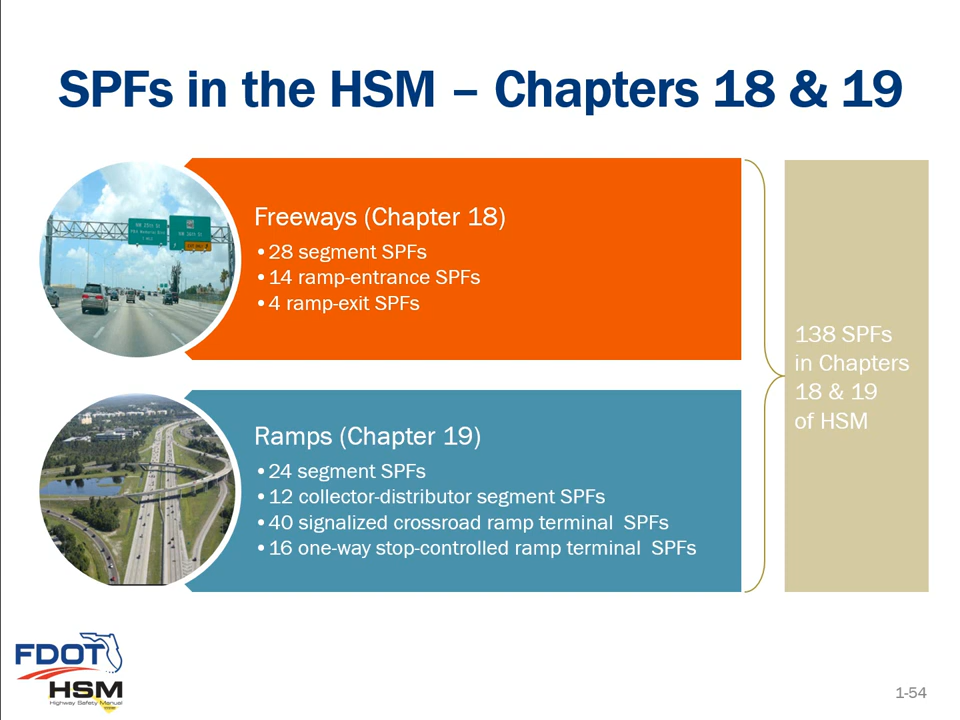 SPFs in the HSM – Chapters 18 & 19
Freeways (Chapter 18)
•28 segment SPFs
•14 ramp-entrance SPFs
•4 ramp-exit SPFs
Ramps (Chapter 19)
•24 segment SPFs
•12 collector-distributor segment SPFs
•40 signalized crossroad ramp terminal  SPFs
•16 one-way stop-controlled ramp terminal  SPFs
138 SPFs
in Chapters
18 & 19
of HSM
FDOT
HSM
Highway Safety Manual
1-54